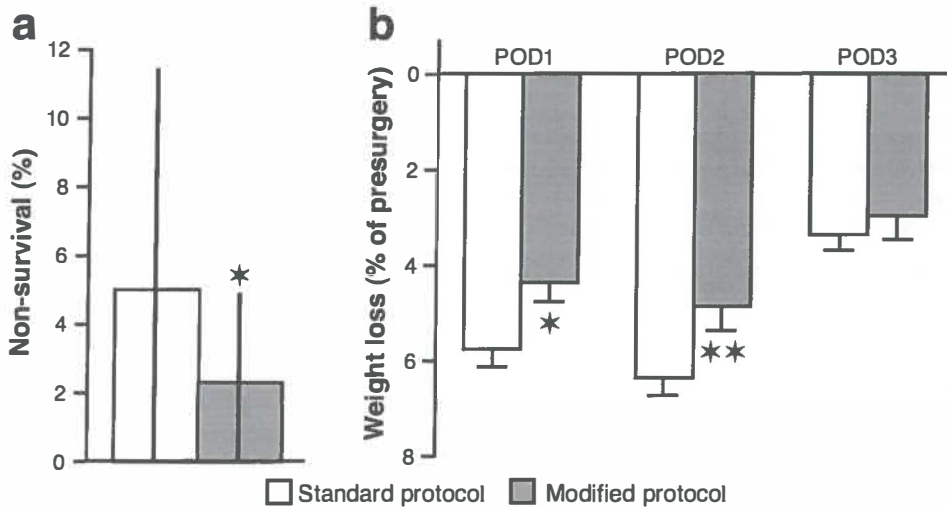 a
Non-survival (%)
12
10
8
6
4
2
0
b
Weight loss (% of presurgery)
POD1 POD2 POD3
0
2
4
6
8
Standard protocol Modified protocol